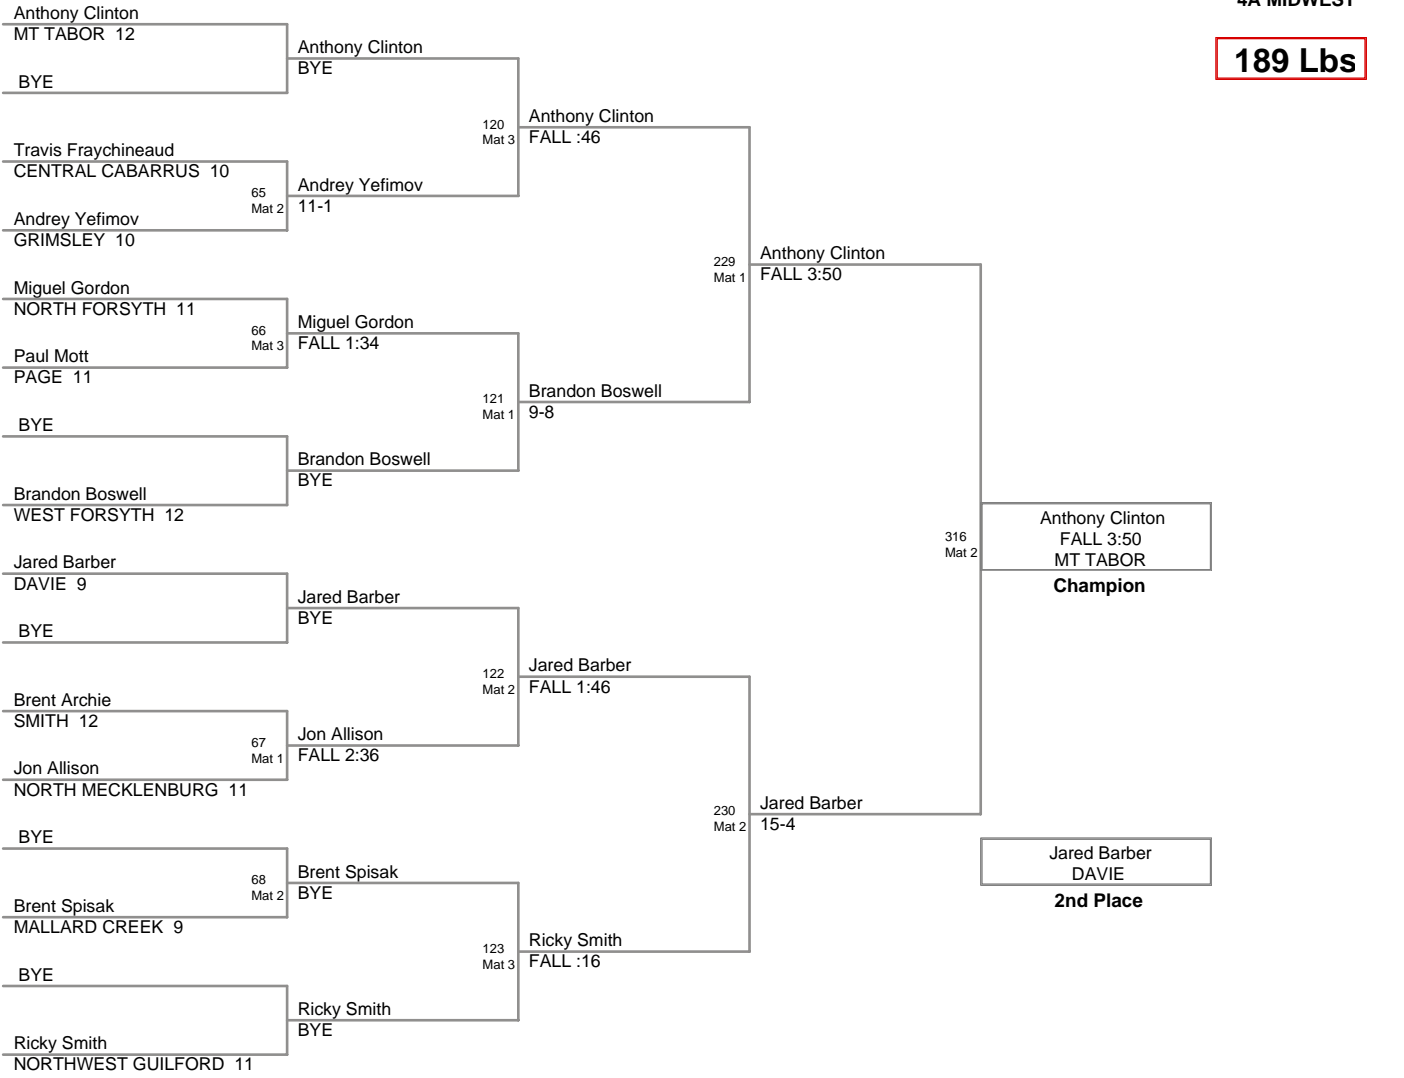 4A MIDWEST
189 Lbs
Anthony Clinton
MT TABOR 12
BYE
Travis Fraychineaud
CENTRAL CABARRUS 10
Andrey Yefimov
GRIMSLEY 10
Miguel Gordon
NORTH FORSYTH 11
Paul Mott
PAGE 11
BYE
Brandon Boswell
WEST FORSYTH 12
Jared Barber
DAVIE 9
BYE
Brent Archie
SMITH 12
Jon Allison
NORTH MECKLENBURG 11
BYE
Brent Spisak
MALLARD CREEK 9
BYE
Ricky Smith
NORTHWEST GUILFORD 11
Anthony Clinton
BYE
65
Mat 2
Andrey Yefimov
11-1
66
Mat 3
Miguel Gordon
FALL 1:34
Brandon Boswell
BYE
Jared Barber
BYE
67
Mat 1
Jon Allison
FALL 2:36
68
Mat 2
Brent Spisak
BYE
Ricky Smith
BYE
120
Mat 3
Anthony Clinton
FALL :46
121
Mat 1
Brandon Boswell
9-8
122
Mat 2
Jared Barber
FALL 1:46
123
Mat 3
Ricky Smith
FALL :16
229
Mat 1
Anthony Clinton
FALL 3:50
230
Mat 2
Jared Barber
15-4
316
Mat 2
Anthony Clinton
FALL 3:50
MT TABOR
Champion
Jared Barber
DAVIE
2nd Place